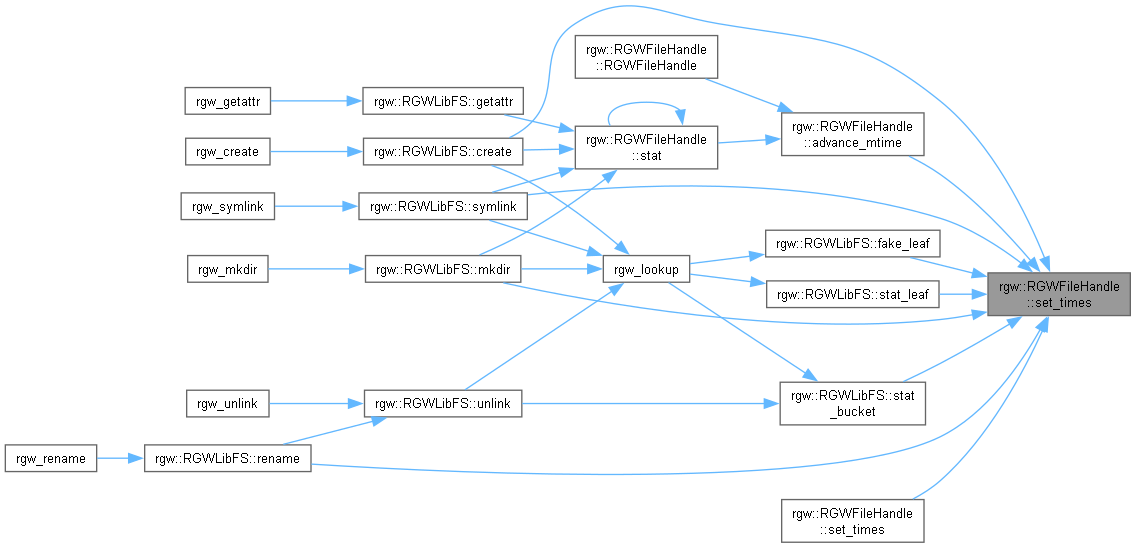 rgw::RGWFileHandle
::RGWFileHandle
rgw_getattr
rgw::RGWLibFS::getattr
rgw::RGWFileHandle
::advance_mtime
rgw_create
rgw::RGWLibFS::create
rgw::RGWFileHandle
::stat
rgw_symlink
rgw::RGWLibFS::symlink
rgw::RGWLibFS::fake_leaf
rgw_mkdir
rgw::RGWLibFS::mkdir
rgw_lookup
rgw::RGWLibFS::stat_leaf
rgw::RGWFileHandle
::set_times
rgw_unlink
rgw::RGWLibFS::unlink
rgw::RGWLibFS::stat
_bucket
rgw_rename
rgw::RGWLibFS::rename
rgw::RGWFileHandle
::set_times